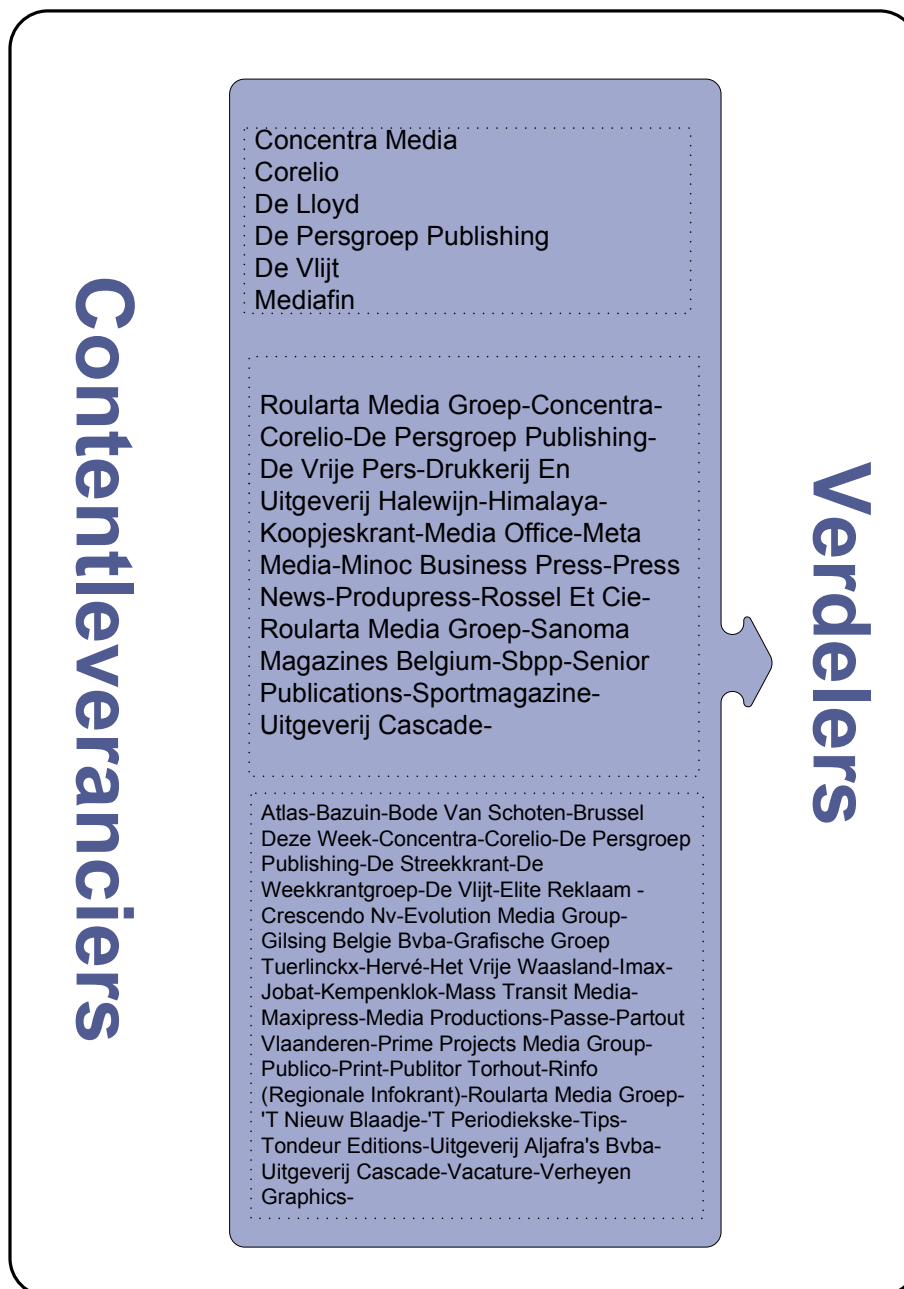 Contentleveranciers
Concentra Media
Corelio
De Lloyd
De Persgroep Publishing
De Vlijt
Mediafin
Roularta Media Groep-Concentra-
Corelio-De Persgroep Publishing-
De Vrije Pers-Drukkerij En
Uitgeverij Halewijn-Himalaya-
Koopjeskrant-Media Office-Meta
Media-Minoc Business Press-Press
News-Produpress-Rossel Et Cie-
Roularta Media Groep-Sanoma
Magazines Belgium-Sbpp-Senior
Publications-Sportmagazine-
Uitgeverij Cascade-
Atlas-Bazuin-Bode Van Schoten-Brussel
Deze Week-Concentra-Corelio-De Persgroep
Publishing-De Streekkrant-De
Weekkrantgroep-De Vlijt-Elite Reklaam -
Crescendo Nv-Evolution Media Group-
Gilsing Belgie Bvba-Grafische Groep
Tuerlinckx-Hervé-Het Vrije Waasland-Imax-
Jobat-Kempenklok-Mass Transit Media-
Maxipress-Media Productions-Passe-Partout
Vlaanderen-Prime Projects Media Group-
Publico-Print-Publitor Torhout-Rinfo
(Regionale Infokrant)-Roularta Media Groep-
'T Nieuw Blaadje-'T Periodiekske-Tips-
Tondeur Editions-Uitgeverij Aljafra's Bvba-
Uitgeverij Cascade-Vacature-Verheyen
Graphics-
Verdelers